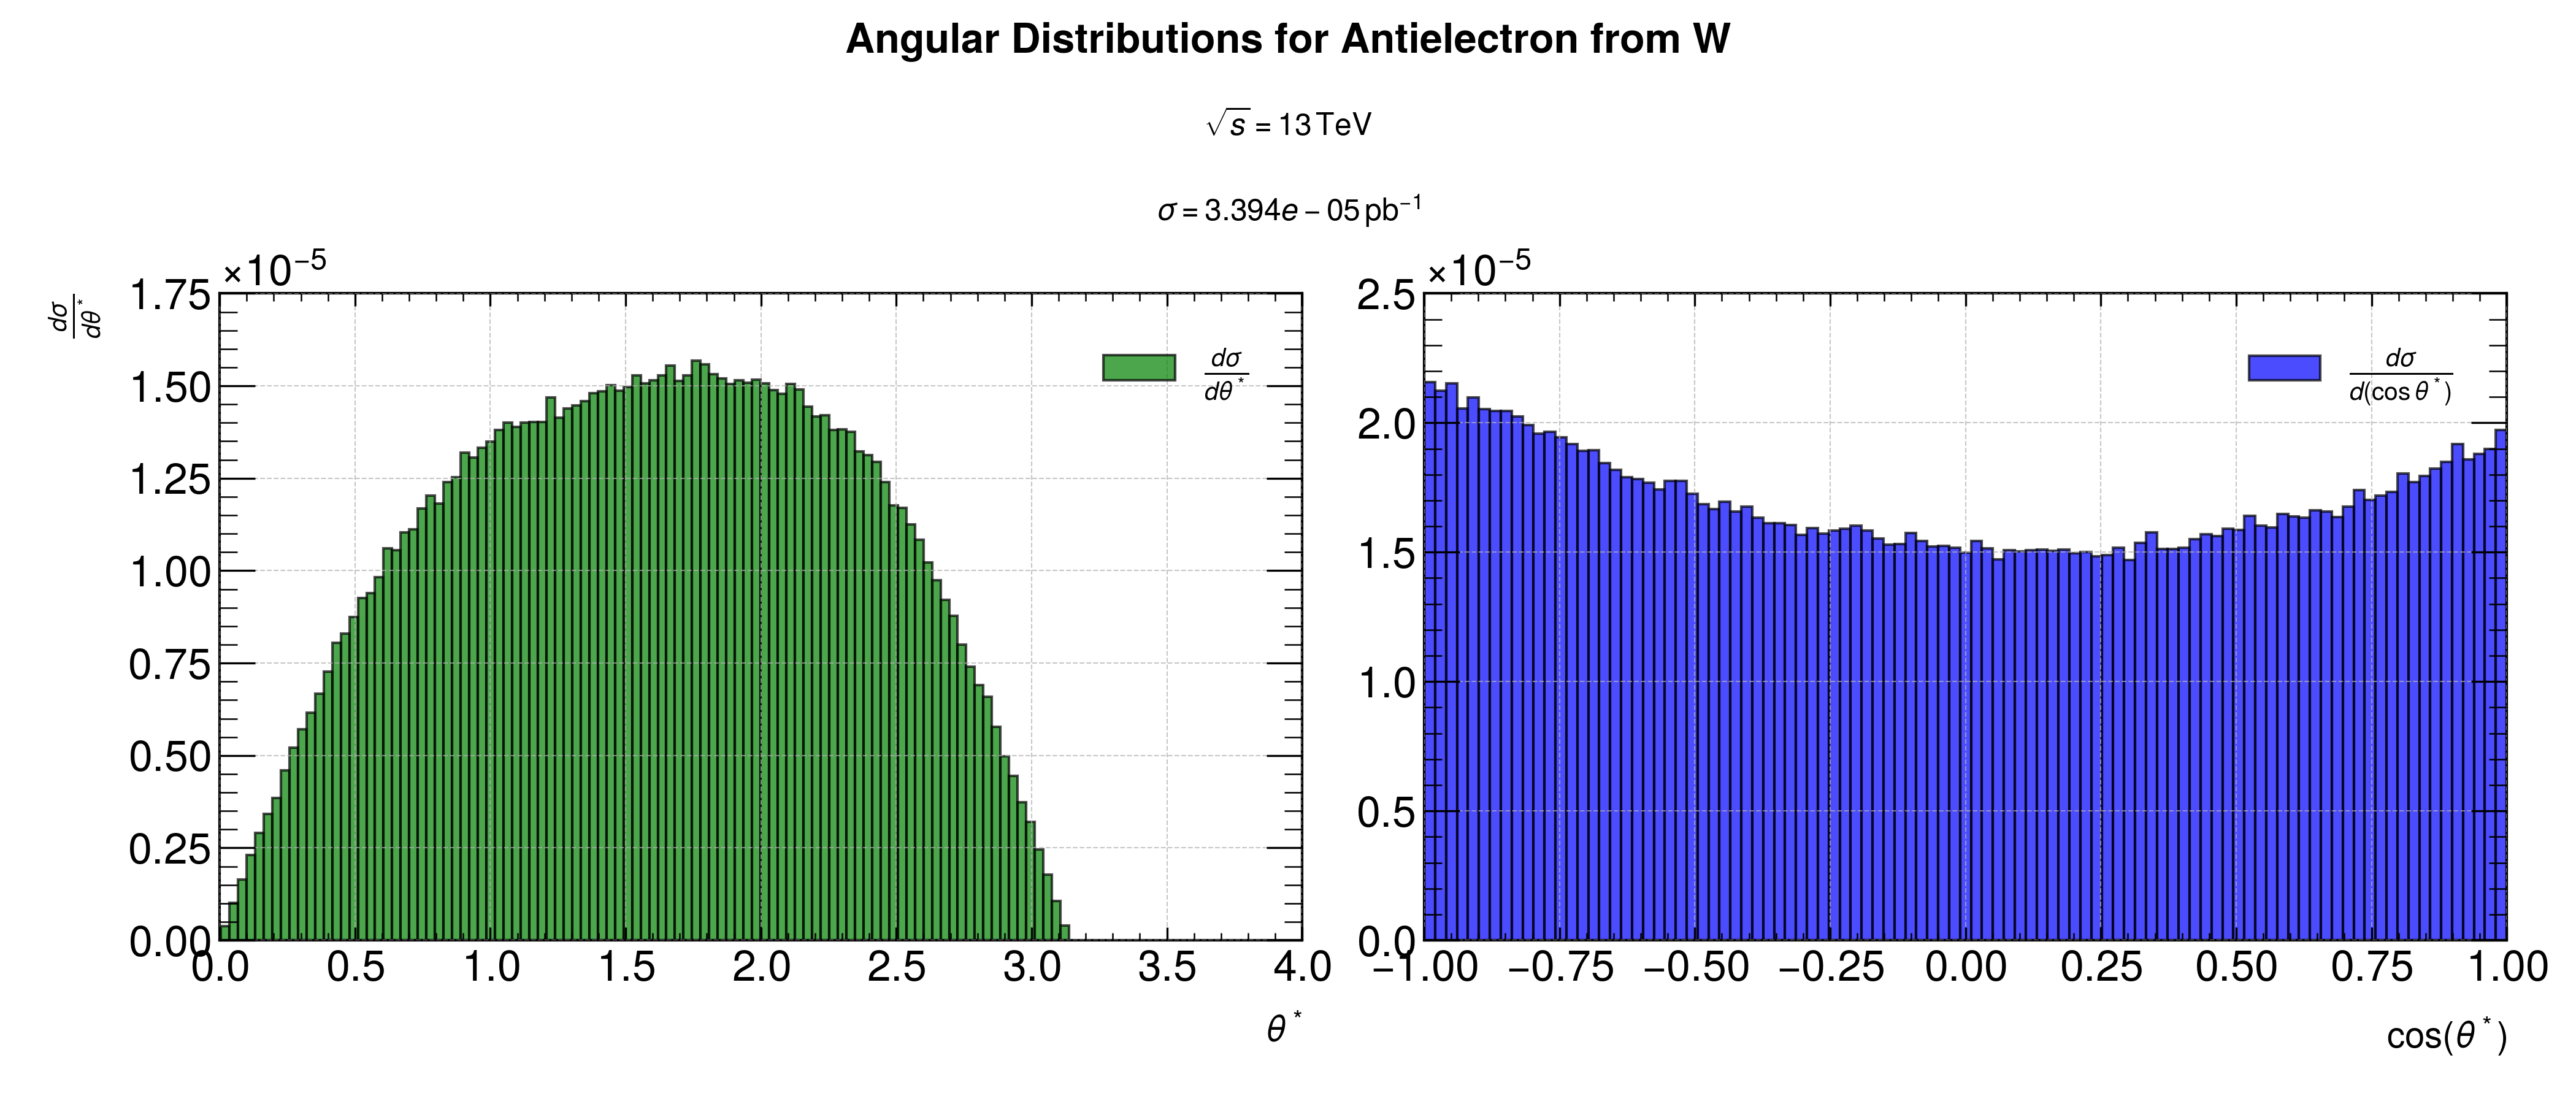 Angular Distributions for Antielectron from W
√s = 13 TeV
σ = 3.394e − 05 pb⁻¹
×10⁻⁵
dσ/dθ*
1.75
1.50
1.25
1.00
0.75
0.50
0.25
0.00
dσ/dθ*
0.0 0.5 1.0 1.5 2.0 2.5 3.0 3.5 4.0
θ*
×10⁻⁵
2.5
2.0
1.5
1.0
0.5
0.0
dσ/d(cos θ*)
−1.00 −0.75 −0.50 −0.25 0.00 0.25 0.50 0.75 1.00
cos(θ*)